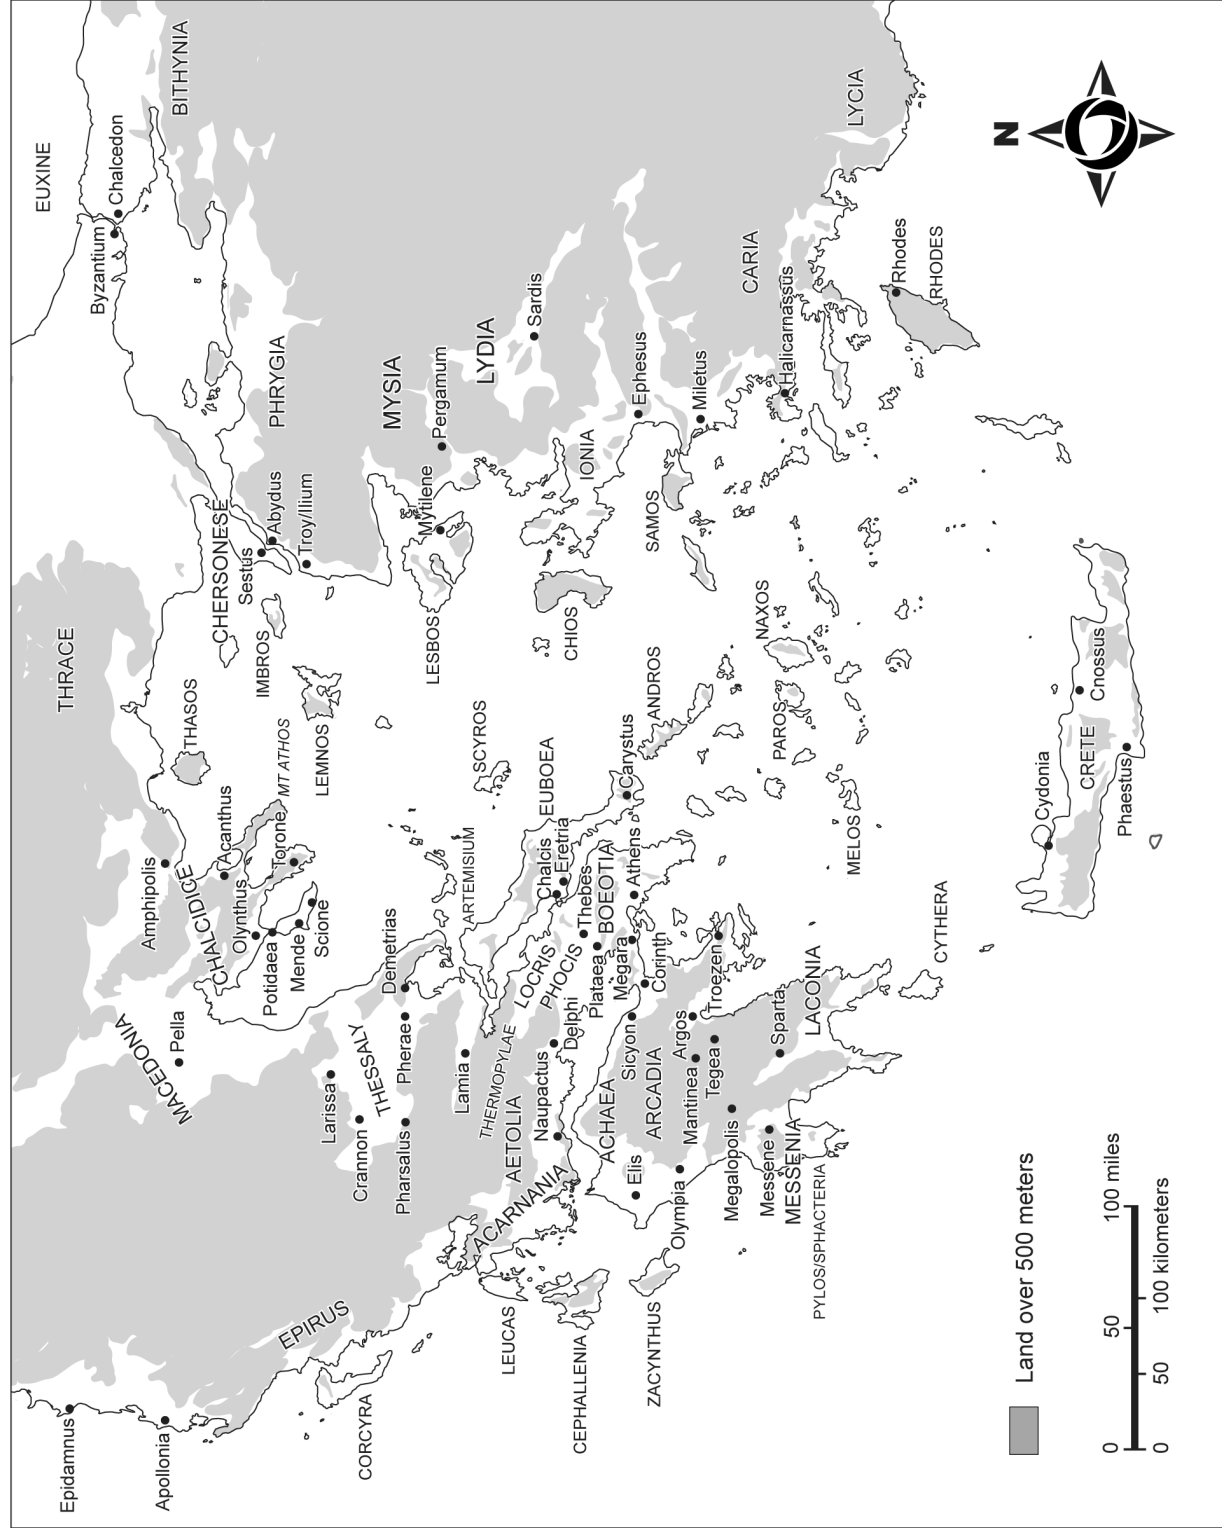 EUXINE
BITHYNIA
Chalcedon
Byzantium
THRACE
CHERSONESE
Sestus
Abydus
Troy/Ilium
PHRYGIA
MYSIA
Pergamum
LYDIA
Sardis
LYCIA
CARIA
Halicarnassus
Rhodes
RHODES
Ephesus
Miletus
IONIA
SAMOS
Mytilene
LESBOS
CHIOS
IMBROS
LEMNOS
THASOS
MT ATHOS
Amphipolis
Acanthus
Torone
CHALCIDICE
Olynthus
Potidaea
Mende
Scione
MACEDONIA
Pella
Epidamnus
Apollonia
EPIRUS
CORCYRA
Larissa
Crannon
THESSALY
Pharsalus
Pherae
Demetrias
Lamia
THERMOPYLAE
ARTEMISIUM
SCYROS
EUBOEA
Chalcis
Eretria
Carystus
ANDROS
NAXOS
PAROS
MELOS
AETOLIA
ACARNANIA
LEUCAS
CEPHALLENIA
ZACYNTHUS
Naupactus
Delphi
LOCRIS
PHOCIS
Thebes
Plataea
BOEOTIA
Athens
Megara
Corinth
Sicyon
ACHAEA
ARCADIA
Elis
Olympia
Argos
Mantinea
Tegea
Troezen
Megalopolis
Messene
MESSENIA
PYLOS/SPHACTERIA
Sparta
LACONIA
CYTHERA
Cydonia
CRETE
Cnossus
Phaestus
N
Land over 500 meters
0 50 100 miles
0 50 100 kilometers